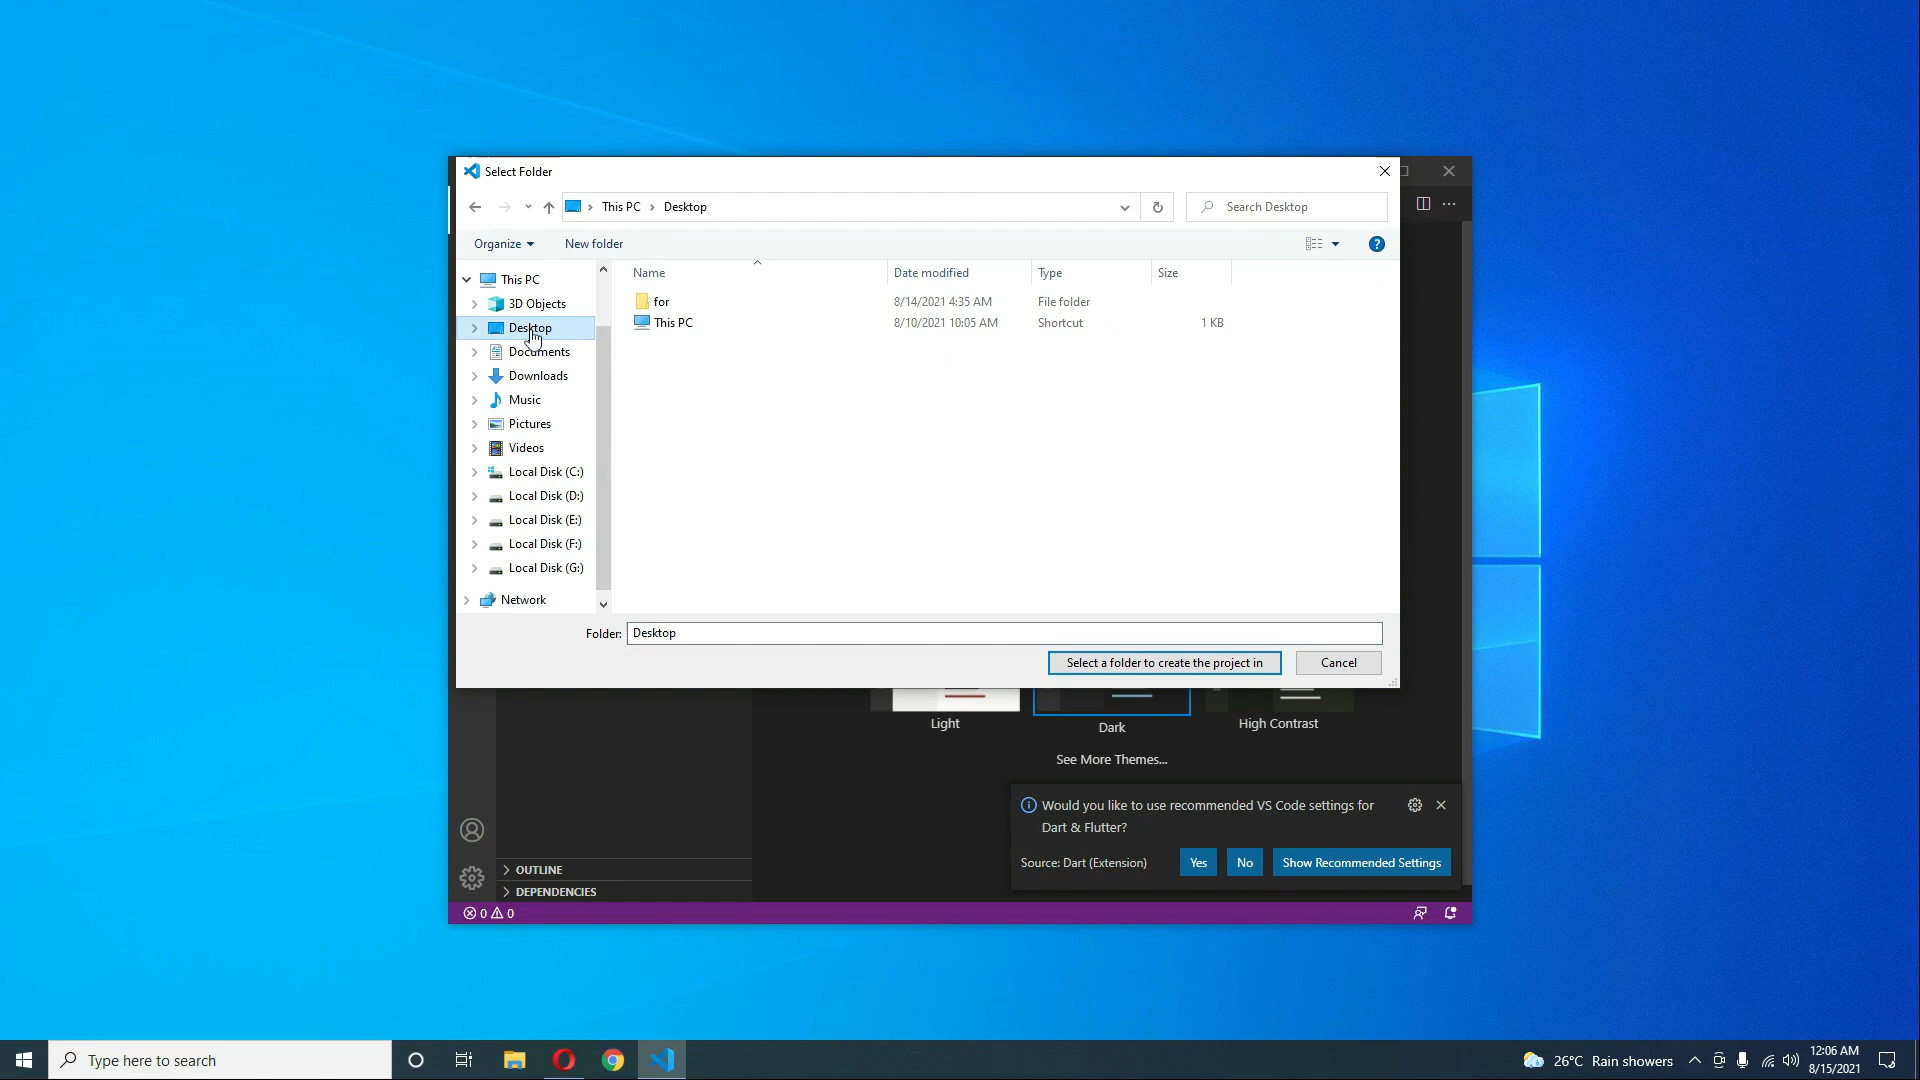 Select Folder
This PC
Desktop
Search Desktop
Organize
New folder
?
This PC
3D Objects
Desktop
Documents
Downloads
Music
Pictures
Videos
Local Disk (C:)
Local Disk (D:)
Local Disk (E:)
Local Disk (F:)
Local Disk (G:)
Network
Name
Date modified
Type
Size
for
8/14/2021 4:35 AM
File folder
This PC
8/10/2021 10:05 AM
Shortcut
1 KB
Folder:
Desktop
Select a folder to create the project in
Cancel
Light
Dark
High Contrast
See More Themes...
Would you like to use recommended VS Code settings for
Dart & Flutter?
Source: Dart (Extension)
Yes
No
Show Recommended Settings
OUTLINE
DEPENDENCIES
0
0
Type here to search
26°C Rain showers
12:06 AM
8/15/2021